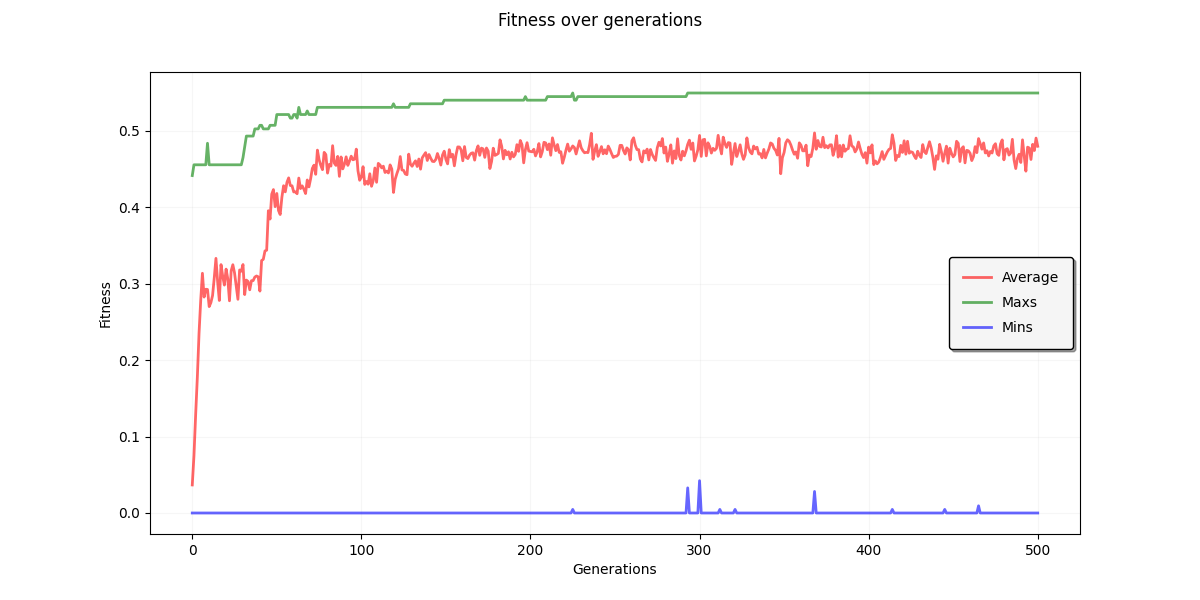 Fitness over generations
Fitness
0.5
0.4
0.3
0.2
0.1
0.0
Average
Maxs
Mins
0 100 200 300 400 500
Generations